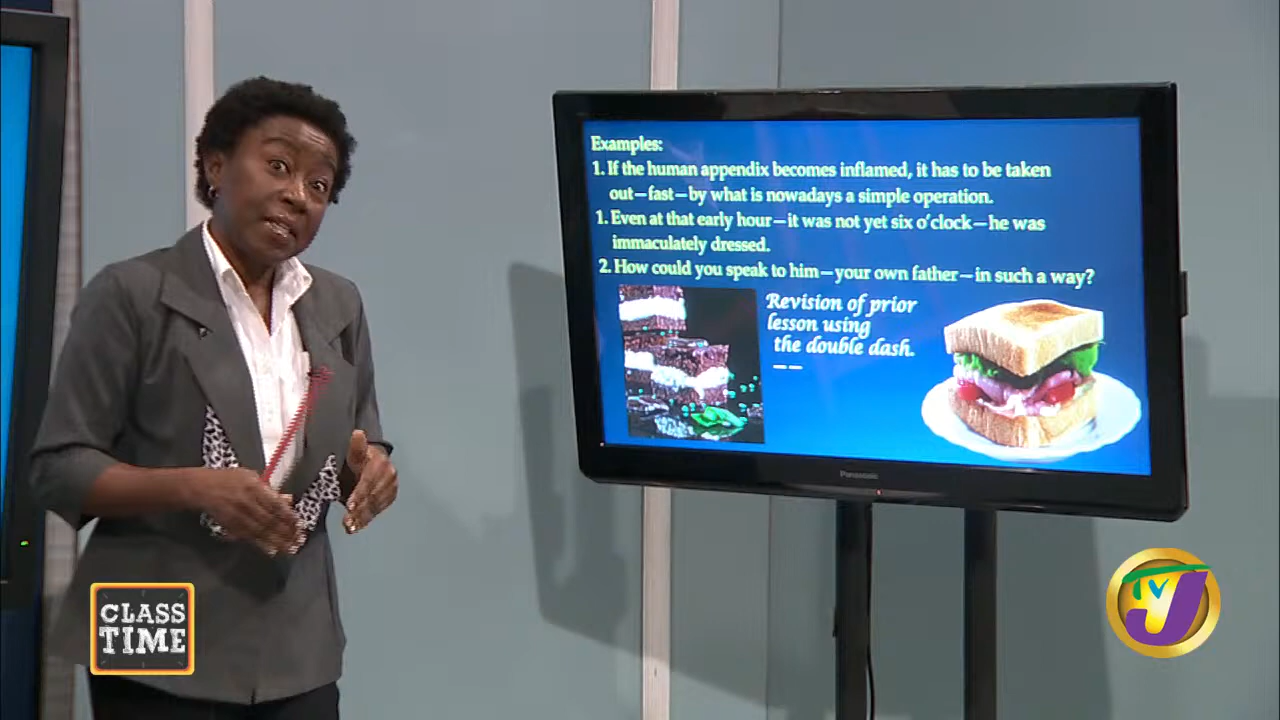 Examples:
1. If the human appendix becomes inflamed, it has to be taken
out—fast—by what is nowadays a simple operation.
1. Even at that early hour—it was not yet six o'clock—he was
immaculately dressed.
2. How could you speak to him—your own father—in such a way?
Revision of prior
lesson using
the double dash.
— —
Panasonic
CLASS
TIME
TVJ